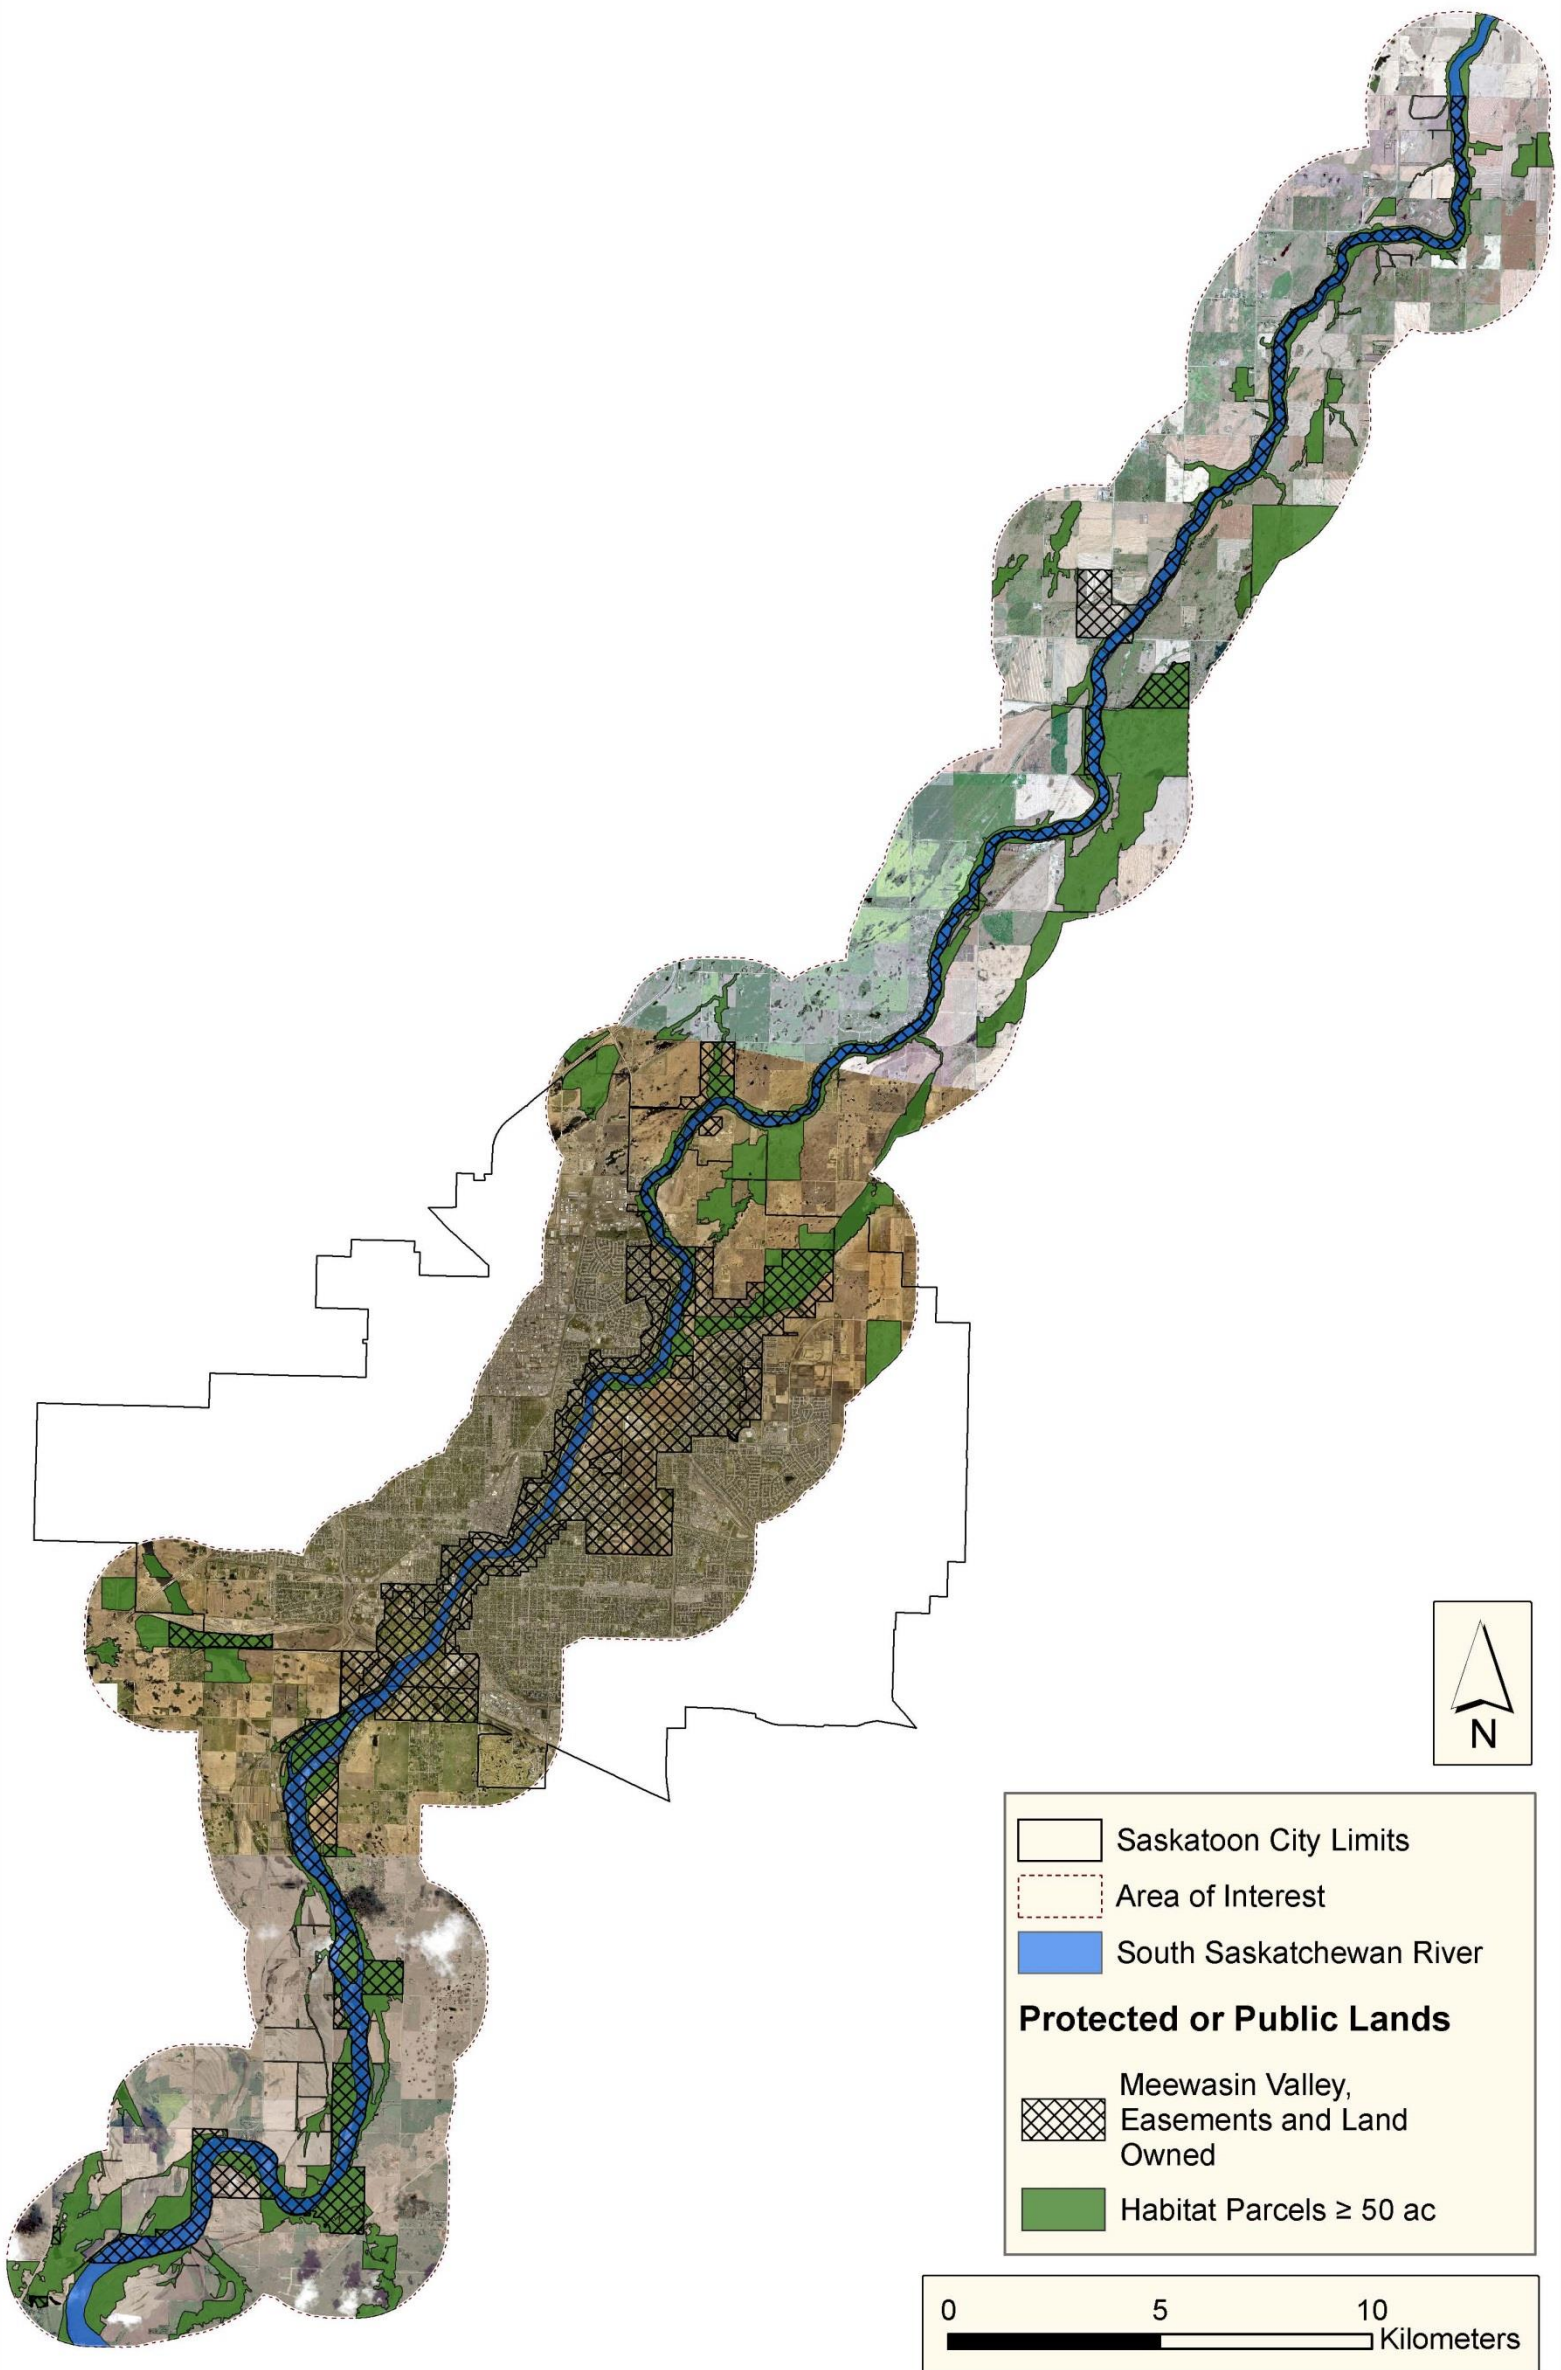 N
Saskatoon City Limits
Area of Interest
South Saskatchewan River
Protected or Public Lands
Meewasin Valley,
Easements and Land
Owned
Habitat Parcels ≥ 50 ac
0 5 10
Kilometers